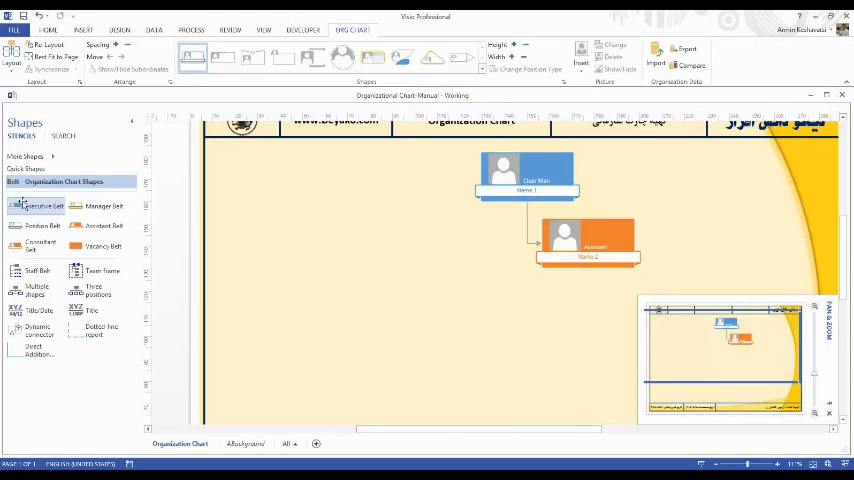 Visio Professional
FILE HOME INSERT DESIGN DATA PROCESS REVIEW VIEW DEVELOPER ORG CHART
Armin Keshavarzi
Layout
Re-Layout
Best Fit to Page
Synchronize
Layout
Spacing
Move
Show/Hide Subordinates
Arrange
Shapes
Height
Width
Insert
Change
Delete
Show/Hide
Change Position Type
Picture
Import
Export
Compare
Organization Data
Organizational Chart-Manual - Working
Shapes
STENCILS SEARCH
More Shapes
Quick Shapes
Belt - Organization Chart Shapes
Executive Belt Manager Belt
Position Belt Assistant Belt
Consultant Belt Vacancy Belt
Staff Belt Team frame
Multiple shapes Three positions
Title/Date Title
Dynamic connector Dotted-line report
Direct Addition...
www.Beyako.com
Organization Chart
تهیه چارت سازمانی
Chair Man
Name 1
Assistant
Name 2
PAN & ZOOM
Organization Chart ABackground All
PAGE 1 OF 1 ENGLISH (UNITED STATES)
111%